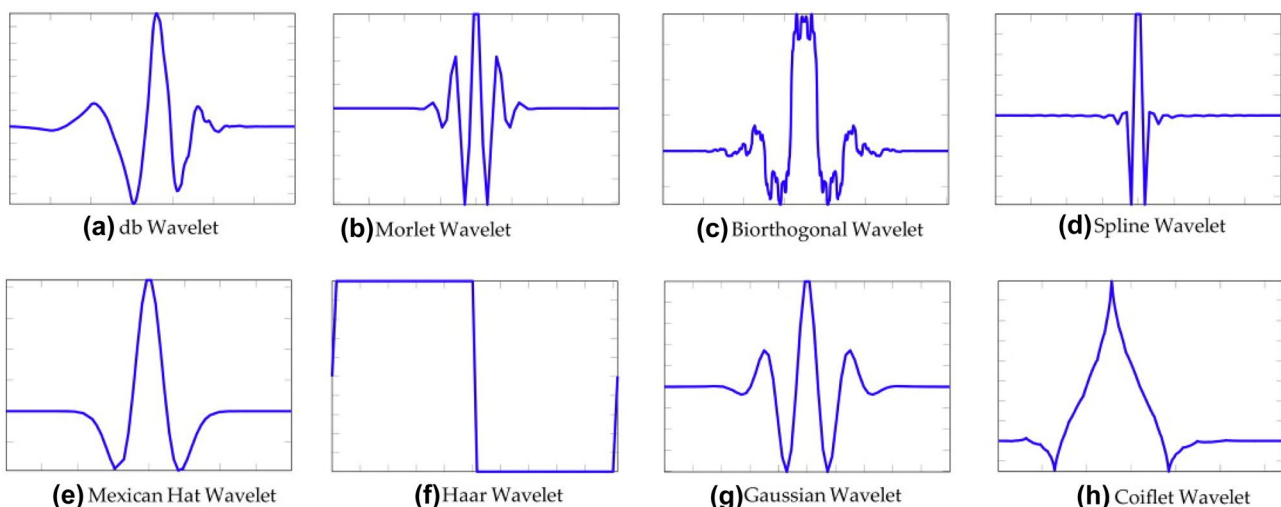 (a) db Wavelet
(b) Morlet Wavelet
(c) Biorthogonal Wavelet
(d) Spline Wavelet
(e) Mexican Hat Wavelet
(f) Haar Wavelet
(g) Gaussian Wavelet
(h) Coiflet Wavelet